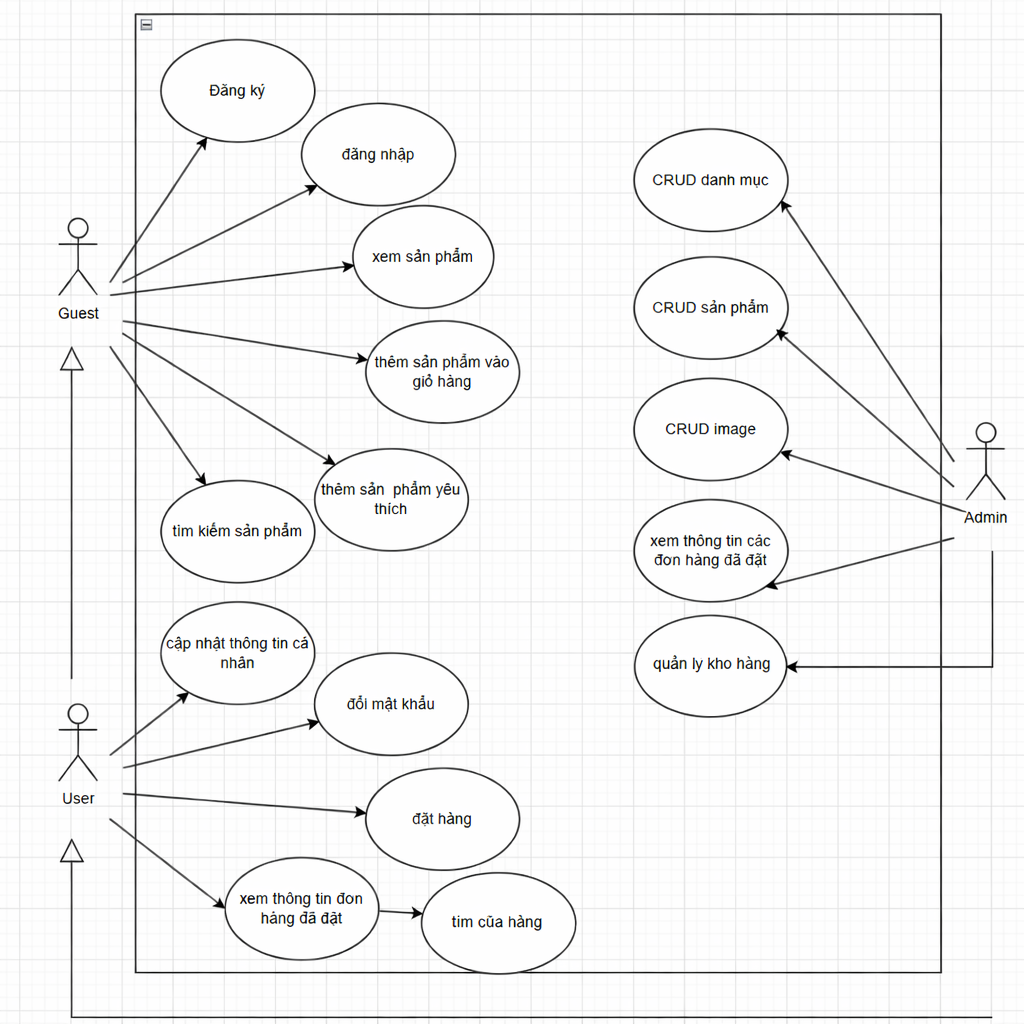 Đăng ký
đăng nhập
xem sản phẩm
thêm sản phẩm vào
giỏ hàng
thêm sản  phẩm yêu
thích
tìm kiếm sản phẩm
Guest
cập nhật thông tin cá
nhân
đổi mật khẩu
đặt hàng
xem thông tin đơn
hàng đã đặt
tim cửa hàng
User
CRUD danh mục
CRUD sản phẩm
CRUD image
xem thông tin các
đơn hàng đã đặt
quản ly kho hàng
Admin